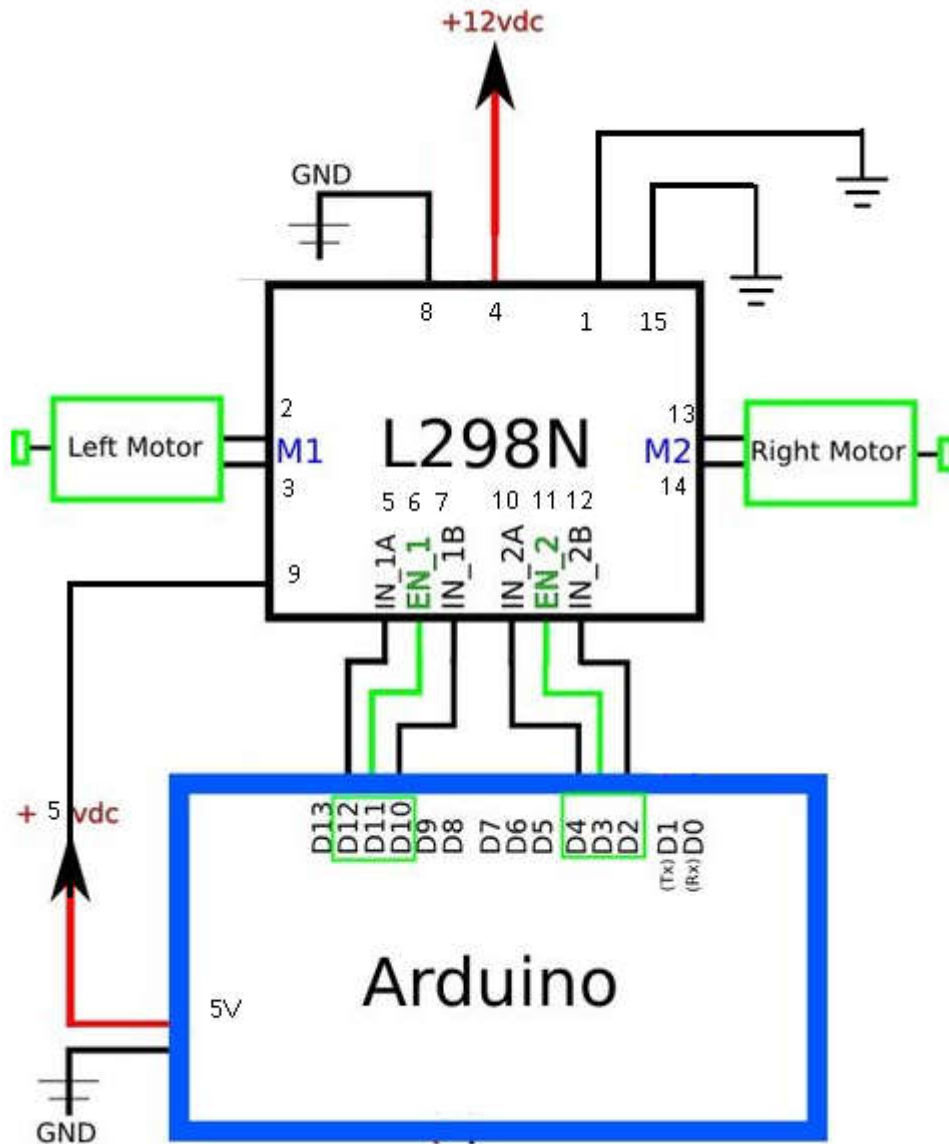 +12vdc
GND
8 4 1 15
2 13
Left Motor M1 L298N M2 Right Motor
3 14
5 6 7 10 11 12
IN_1A EN_1 IN_1B IN_2A EN_2 IN_2B
9
+ 5 vdc
D13 D12 D11 D10 D9 D8 D7 D6 D5 D4 D3 D2 (Tx) D1 (Rx) D0
Arduino
5V
GND